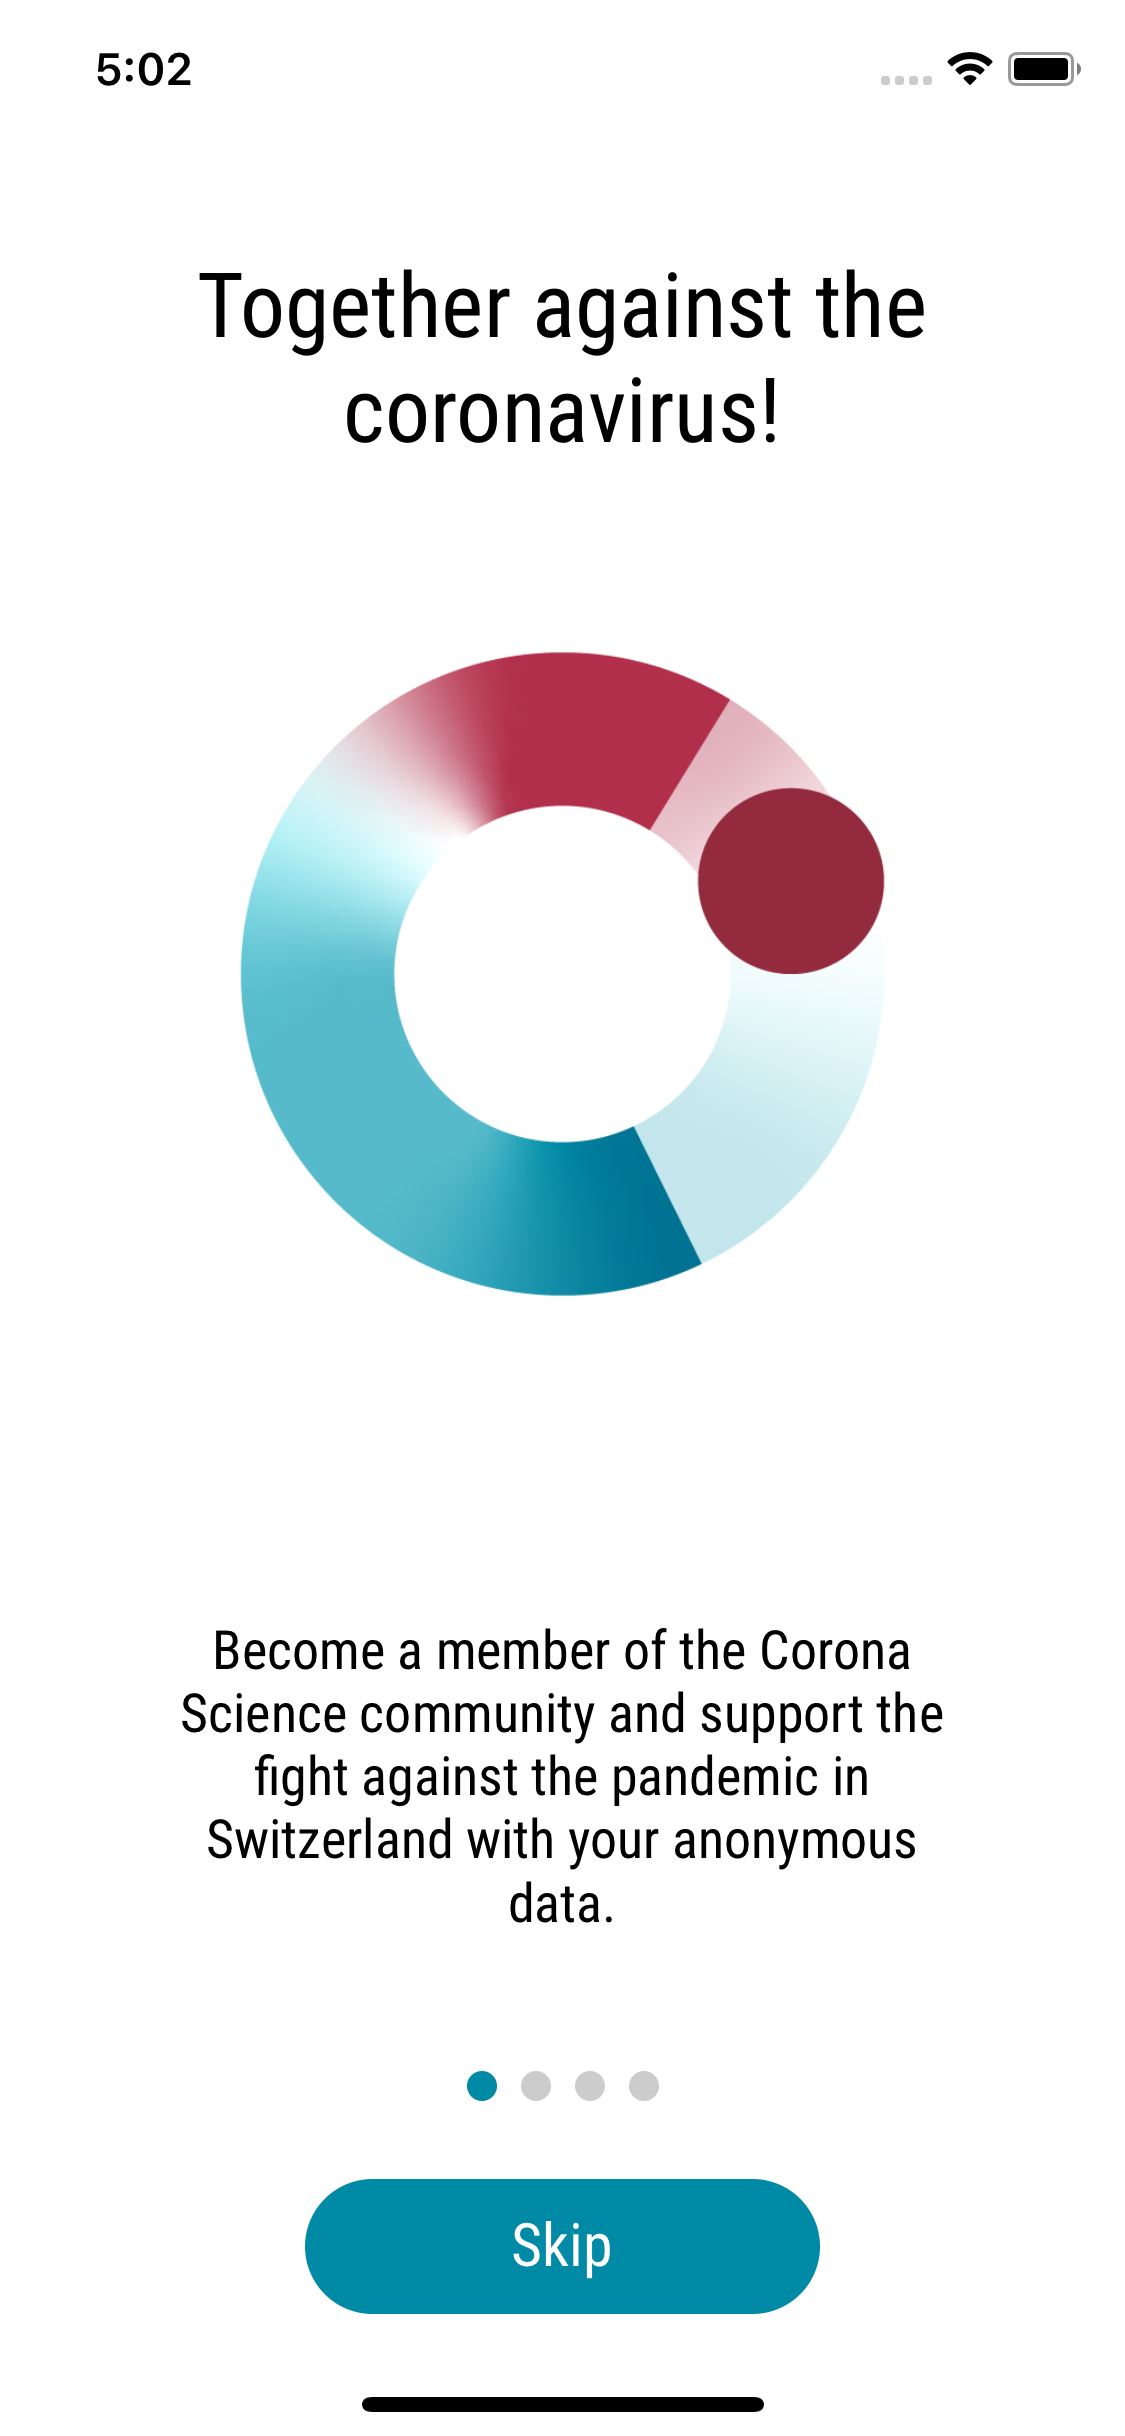 5:02
Together against the
coronavirus!
Become a member of the Corona
Science community and support the
fight against the pandemic in
Switzerland with your anonymous
data.
Skip